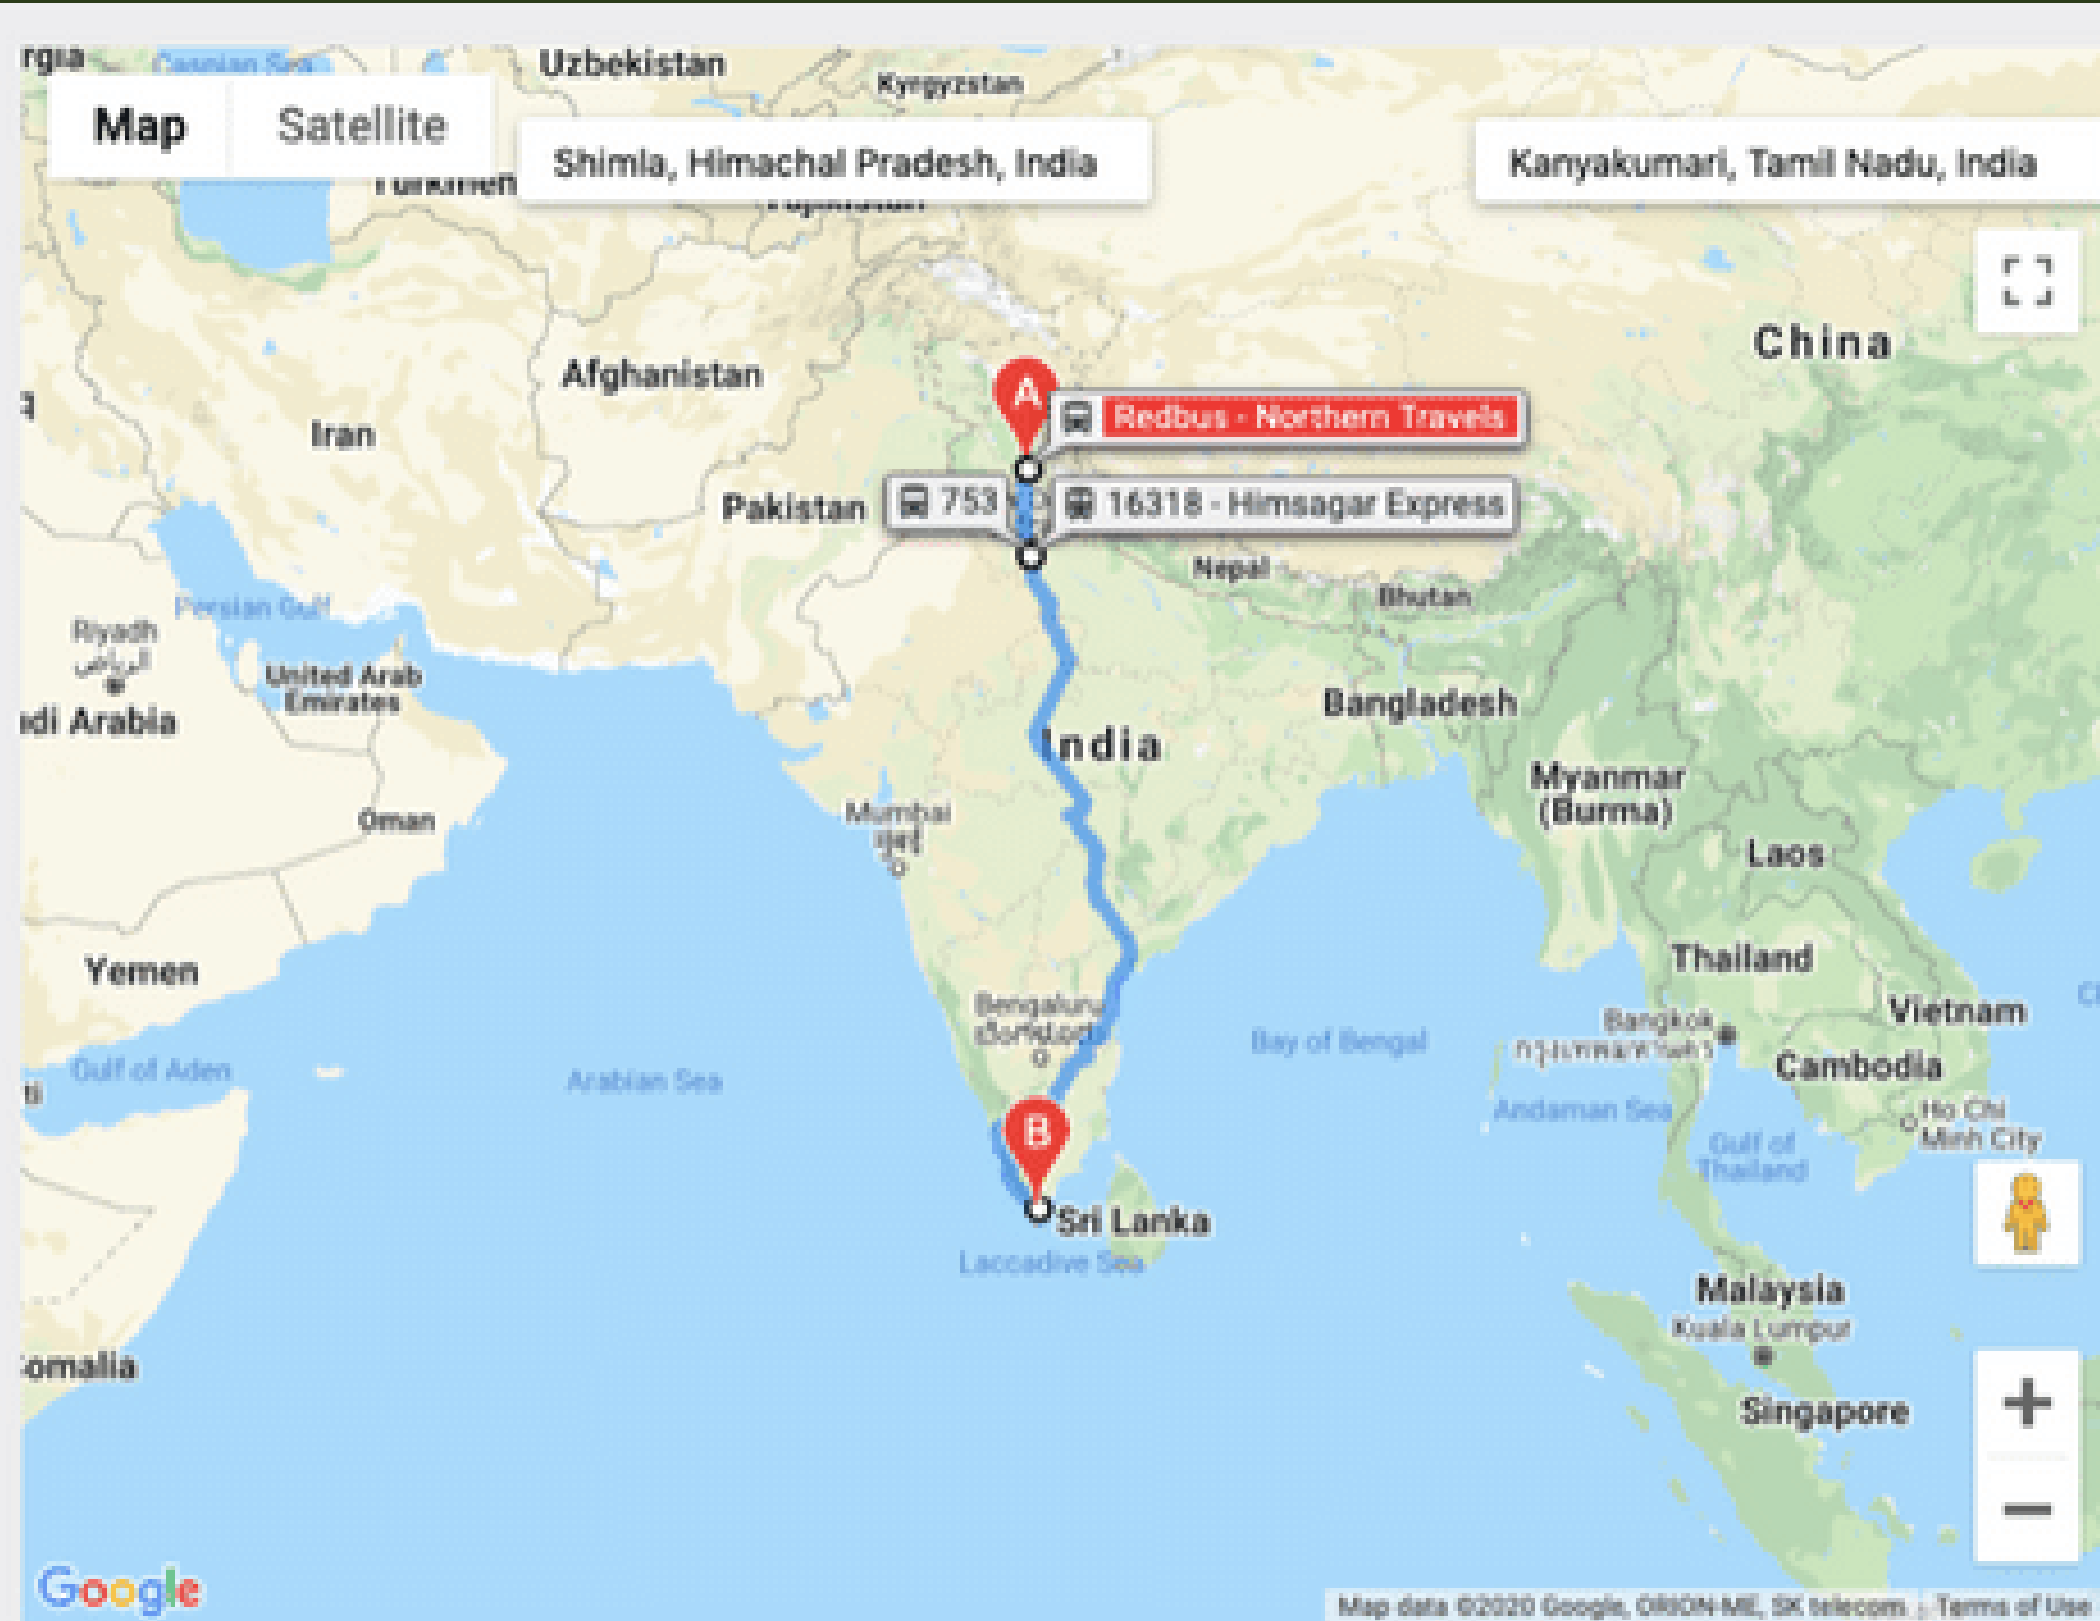 rgia
Caspian Sea
Uzbekistan
Kyrgyzstan
Map
Satellite
Shimla, Himachal Pradesh, India
Kanyakumari, Tamil Nadu, India
China
Afghanistan
A
Redbus - Northern Travels
Iran
Pakistan
753
16318 - Himsagar Express
Nepal
Bhutan
Persian Gulf
Riyadh
الرياض
United Arab
Emirates
di Arabia
Bangladesh
India
Myanmar
(Burma)
Mumbai
Oman
Laos
Yemen
Thailand
Bengaluru
Vietnam
Bangkok
Bay of Bengal
Gulf of Aden
Arabian Sea
Cambodia
Andaman Sea
Ho Chi
Minh City
B
Gulf of
Thailand
Sri Lanka
Laccadive Sea
Malaysia
Kuala Lumpur
omalia
Singapore
Google
Map data ©2020 Google, ORION-ME, SK telecom
Terms of Use